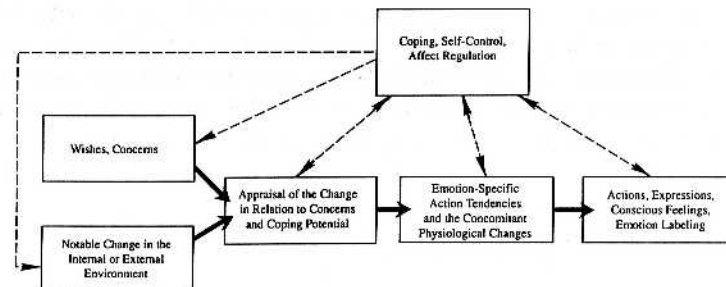 Coping, Self-Control,
Affect Regulation
Wishes, Concerns
Appraisal of the Change
in Relation to Concerns
and Coping Potential
Emotion-Specific
Action Tendencies
and the Concomitant
Physiological Changes
Actions, Expressions,
Conscious Feelings,
Emotion Labeling
Notable Change in the
Internal or External
Environment